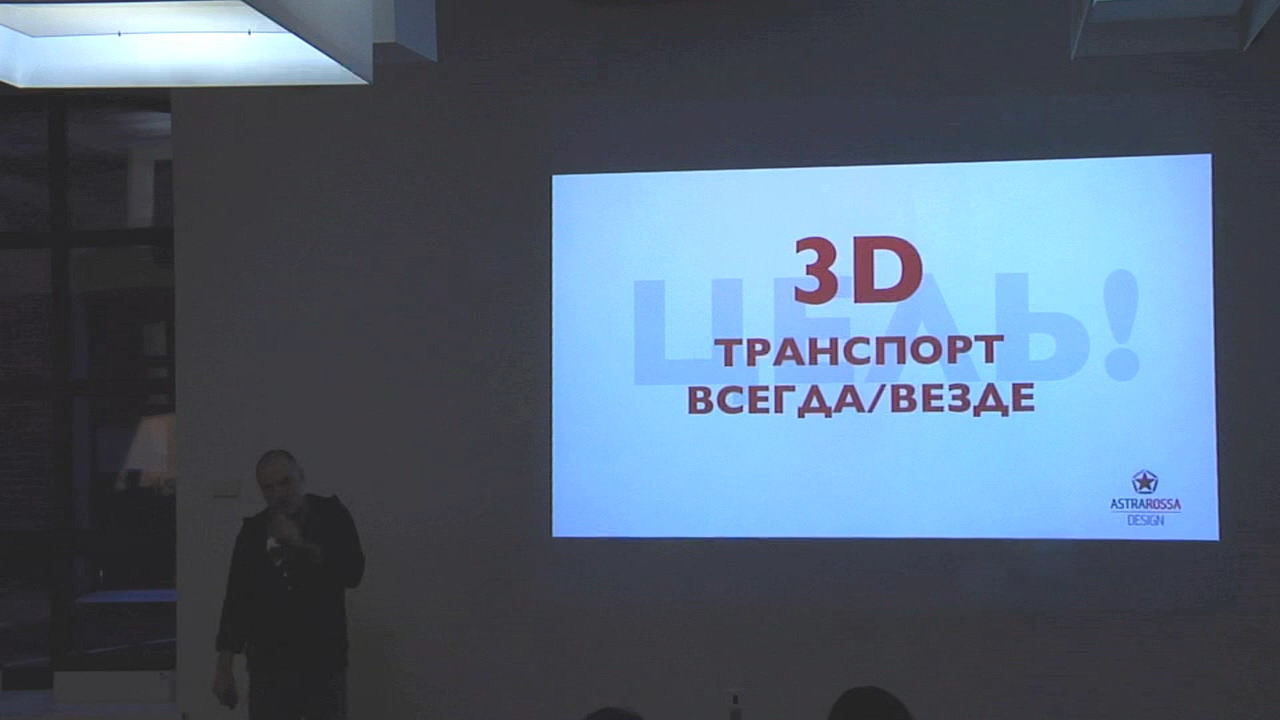 3D
ЦЕЛЬ!
ТРАНСПОРТ
ВСЕГДА/ВЕЗДЕ
ASTRAROSSA
DESIGN